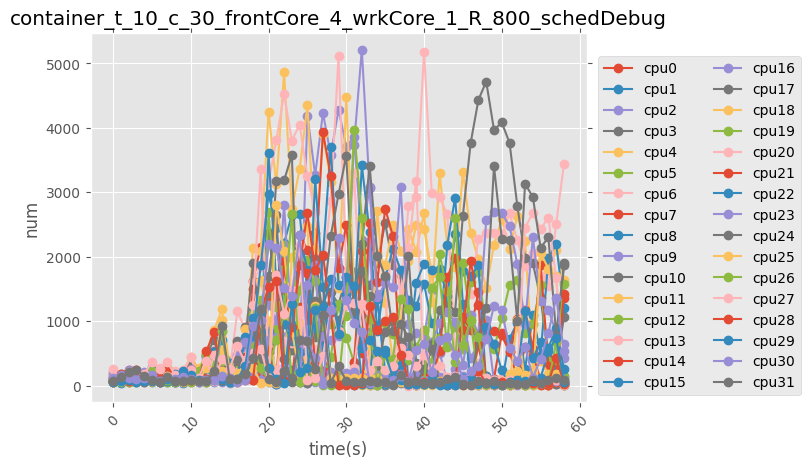 container_t_10_c_30_frontCore_4_wrkCore_1_R_800_schedDebug
num
5000
4000
3000
2000
1000
0
0
10
20
30
40
50
60
time(s)
cpu0
cpu1
cpu2
cpu3
cpu4
cpu5
cpu6
cpu7
cpu8
cpu9
cpu10
cpu11
cpu12
cpu13
cpu14
cpu15
cpu16
cpu17
cpu18
cpu19
cpu20
cpu21
cpu22
cpu23
cpu24
cpu25
cpu26
cpu27
cpu28
cpu29
cpu30
cpu31